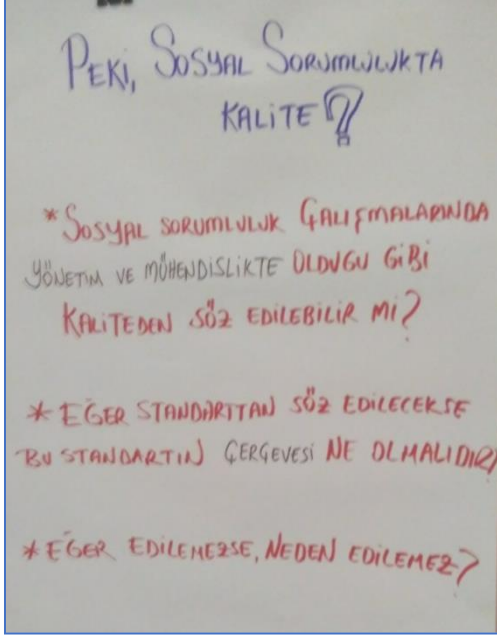 PEKİ, SOSYAL SORUMLULUKTA
KALİTE?
*SOSYAL SORUMLULUK ÇALIŞMALARINDA
YÖNETİM VE MÜHENDİSLİKTE OLDUĞU GİBİ
KALİTEDEN SÖZ EDİLEBİLİR Mİ?
* EĞER STANDARTTAN SÖZ EDİLECEKSE
BU STANDARTIN ÇERÇEVESİ NE OLMALIDIR?
* EĞER EDİLEMEZSE, NEDEN EDİLEMEZ?